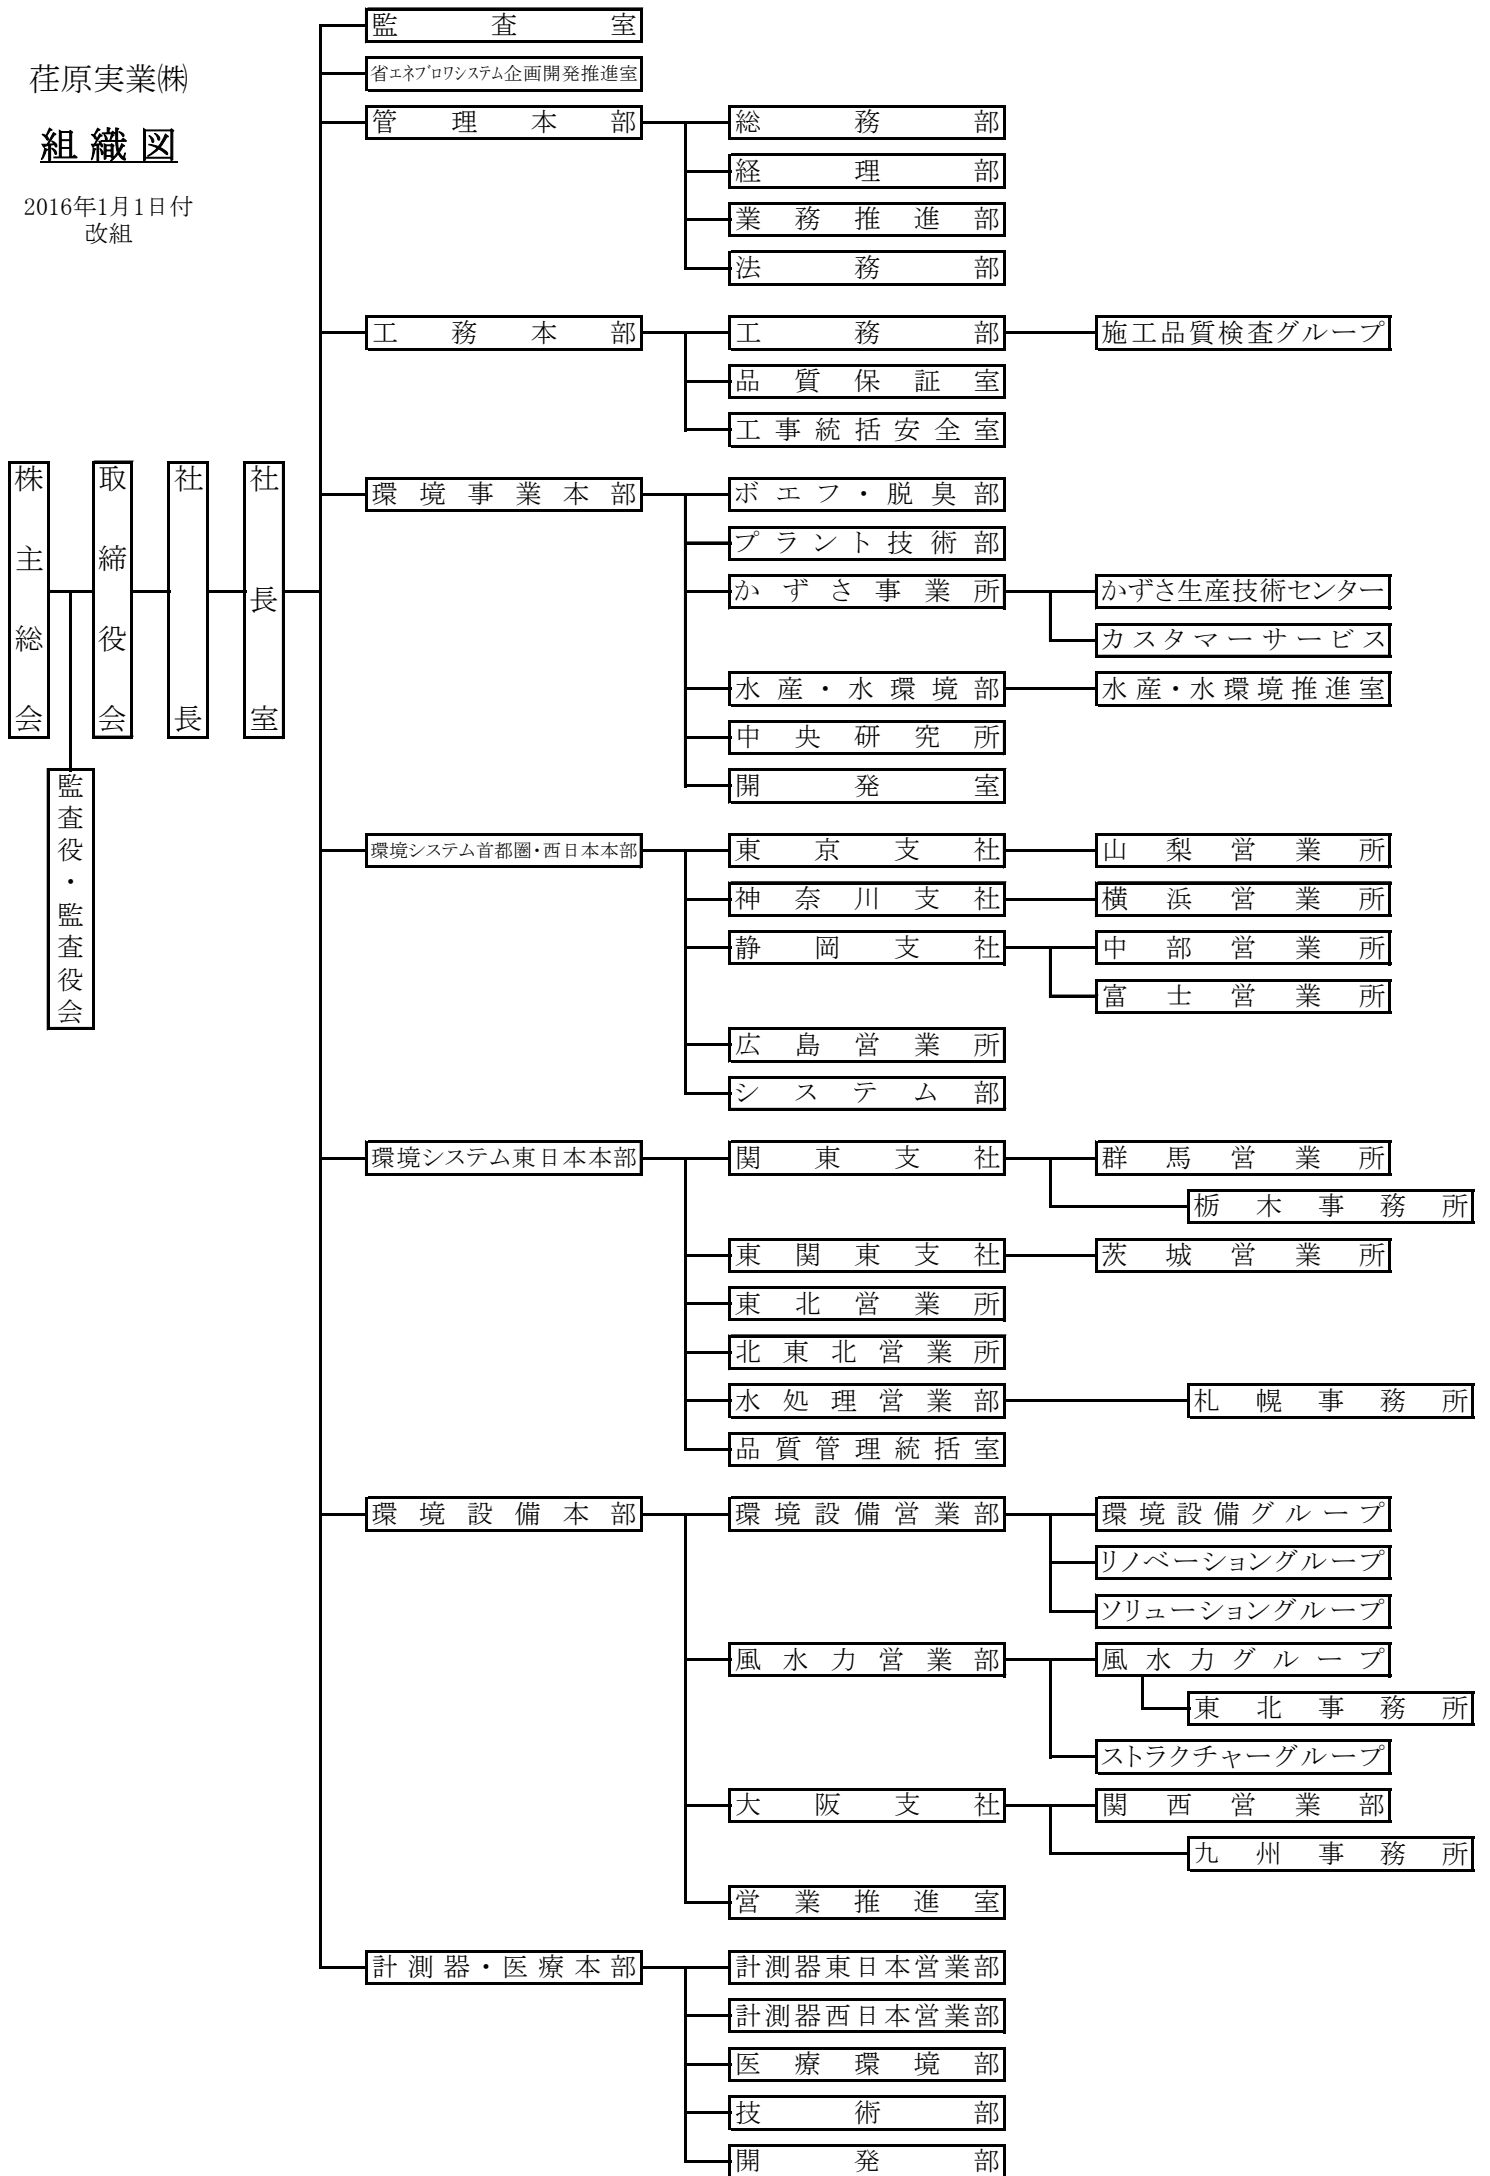 荏原実業㈱
組織図
2016年1月1日付
改組
株主総会
取締役会
社長
社長室
監査役・監査役会
監査室
省エネブロワシステム企画開発推進室
管理本部
総務部
経理部
業務推進部
法務部
工務本部
工務部
施工品質検査グループ
品質保証室
工事統括安全室
環境事業本部
ボエフ・脱臭部
プラント技術部
かずさ事業所
かずさ生産技術センター
カスタマーサービス
水産・水環境部
水産・水環境推進室
中央研究所
開発室
環境システム首都圏・西日本本部
東京支社
山梨営業所
神奈川支社
横浜営業所
静岡支社
中部営業所
富士営業所
広島営業所
システム部
環境システム東日本本部
関東支社
群馬営業所
栃木事務所
東関東支社
茨城営業所
東北営業所
北東北営業所
水処理営業部
札幌事務所
品質管理統括室
環境設備本部
環境設備営業部
環境設備グループ
リノベーショングループ
ソリューショングループ
風水力営業部
風水力グループ
東北事務所
ストラクチャーグループ
大阪支社
関西営業部
九州事務所
営業推進室
計測器・医療本部
計測器東日本営業部
計測器西日本営業部
医療環境部
技術部
開発部